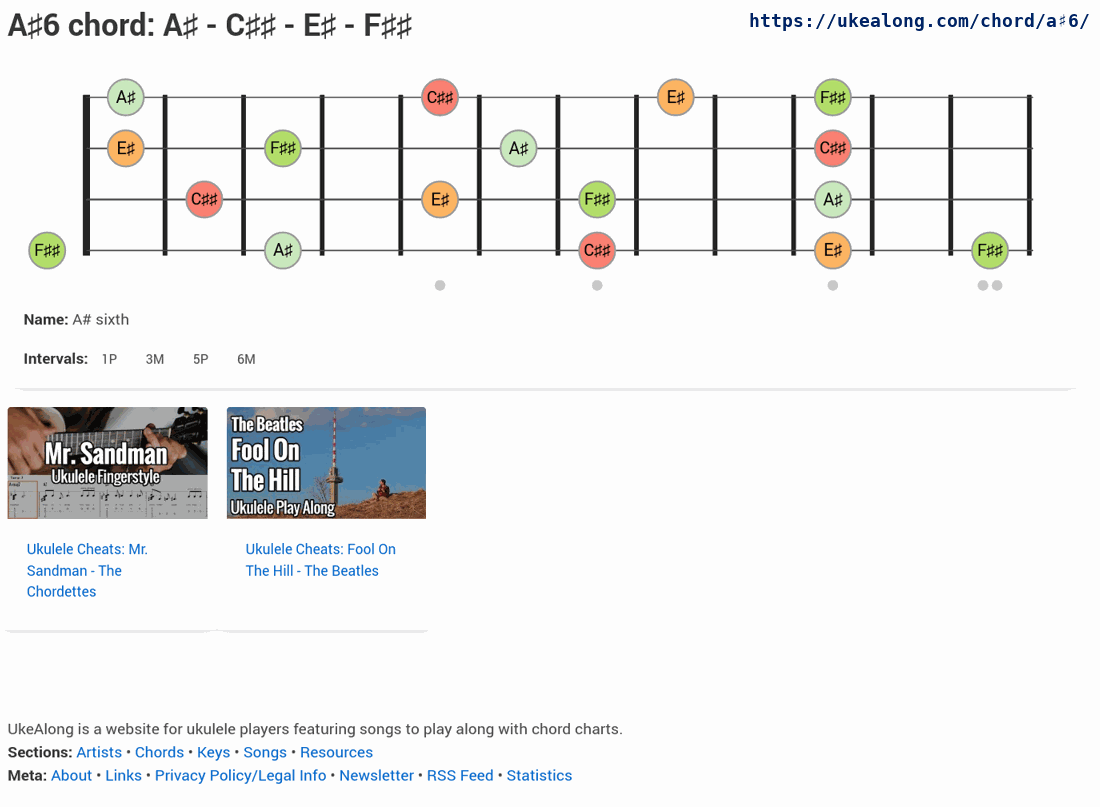 A♯6 chord: A♯ - C♯♯ - E♯ - F♯♯
https://ukealong.com/chord/a♯6/
A♯ C♯♯ E♯ F♯♯
E♯ F♯♯ A♯ C♯♯
C♯♯ E♯ F♯♯ A♯
F♯♯ A♯ C♯♯ E♯ F♯♯
Name: A# sixth
Intervals: 1P 3M 5P 6M
Mr. Sandman
Ukulele Fingerstyle
The Beatles
Fool On
The Hill
Ukulele Play Along
Ukulele Cheats: Mr.
Sandman - The
Chordettes
Ukulele Cheats: Fool On
The Hill - The Beatles
UkeAlong is a website for ukulele players featuring songs to play along with chord charts.
Sections: Artists • Chords • Keys • Songs • Resources
Meta: About • Links • Privacy Policy/Legal Info • Newsletter • RSS Feed • Statistics